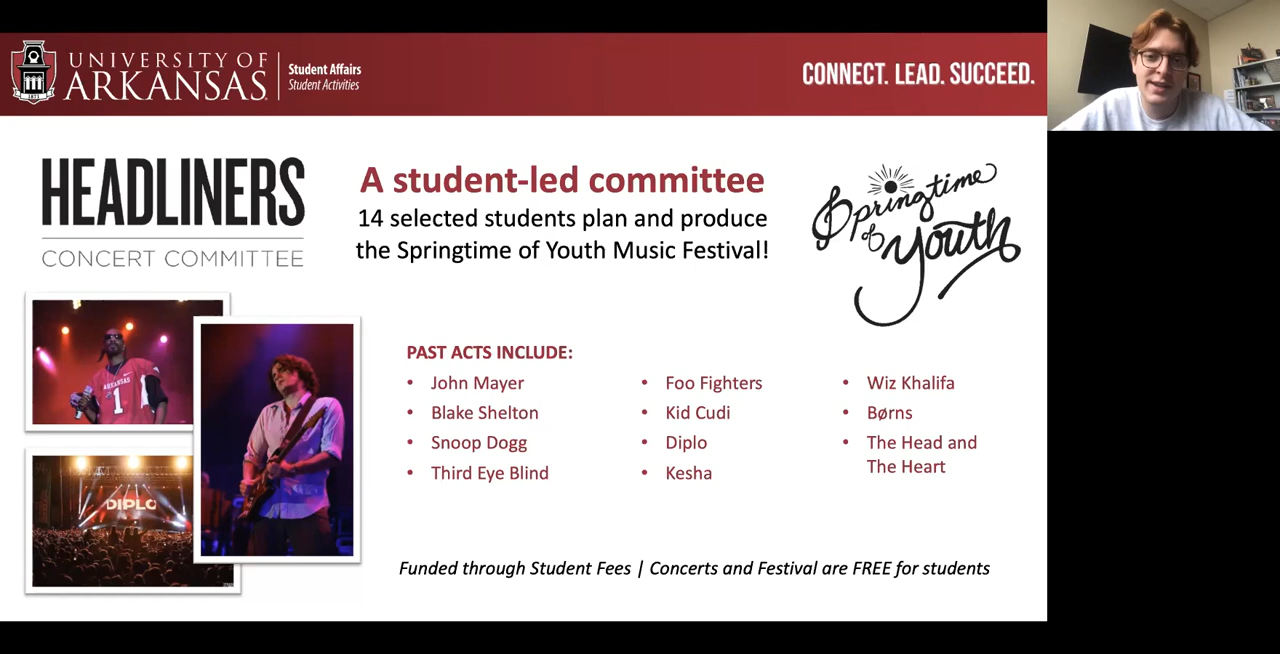 UNIVERSITY OF
ARKANSAS
Student Affairs
Student Activities
CONNECT. LEAD. SUCCEED.
1871
HEADLINERS
CONCERT COMMITTEE
A student-led committee
14 selected students plan and produce
the Springtime of Youth Music Festival!
Springtime
of
Youth
ARKANSAS
1
DIPLO
PAST ACTS INCLUDE:
• John Mayer
• Blake Shelton
• Snoop Dogg
• Third Eye Blind
• Foo Fighters
• Kid Cudi
• Diplo
• Kesha
• Wiz Khalifa
• Børns
• The Head and
The Heart
Funded through Student Fees | Concerts and Festival are FREE for students